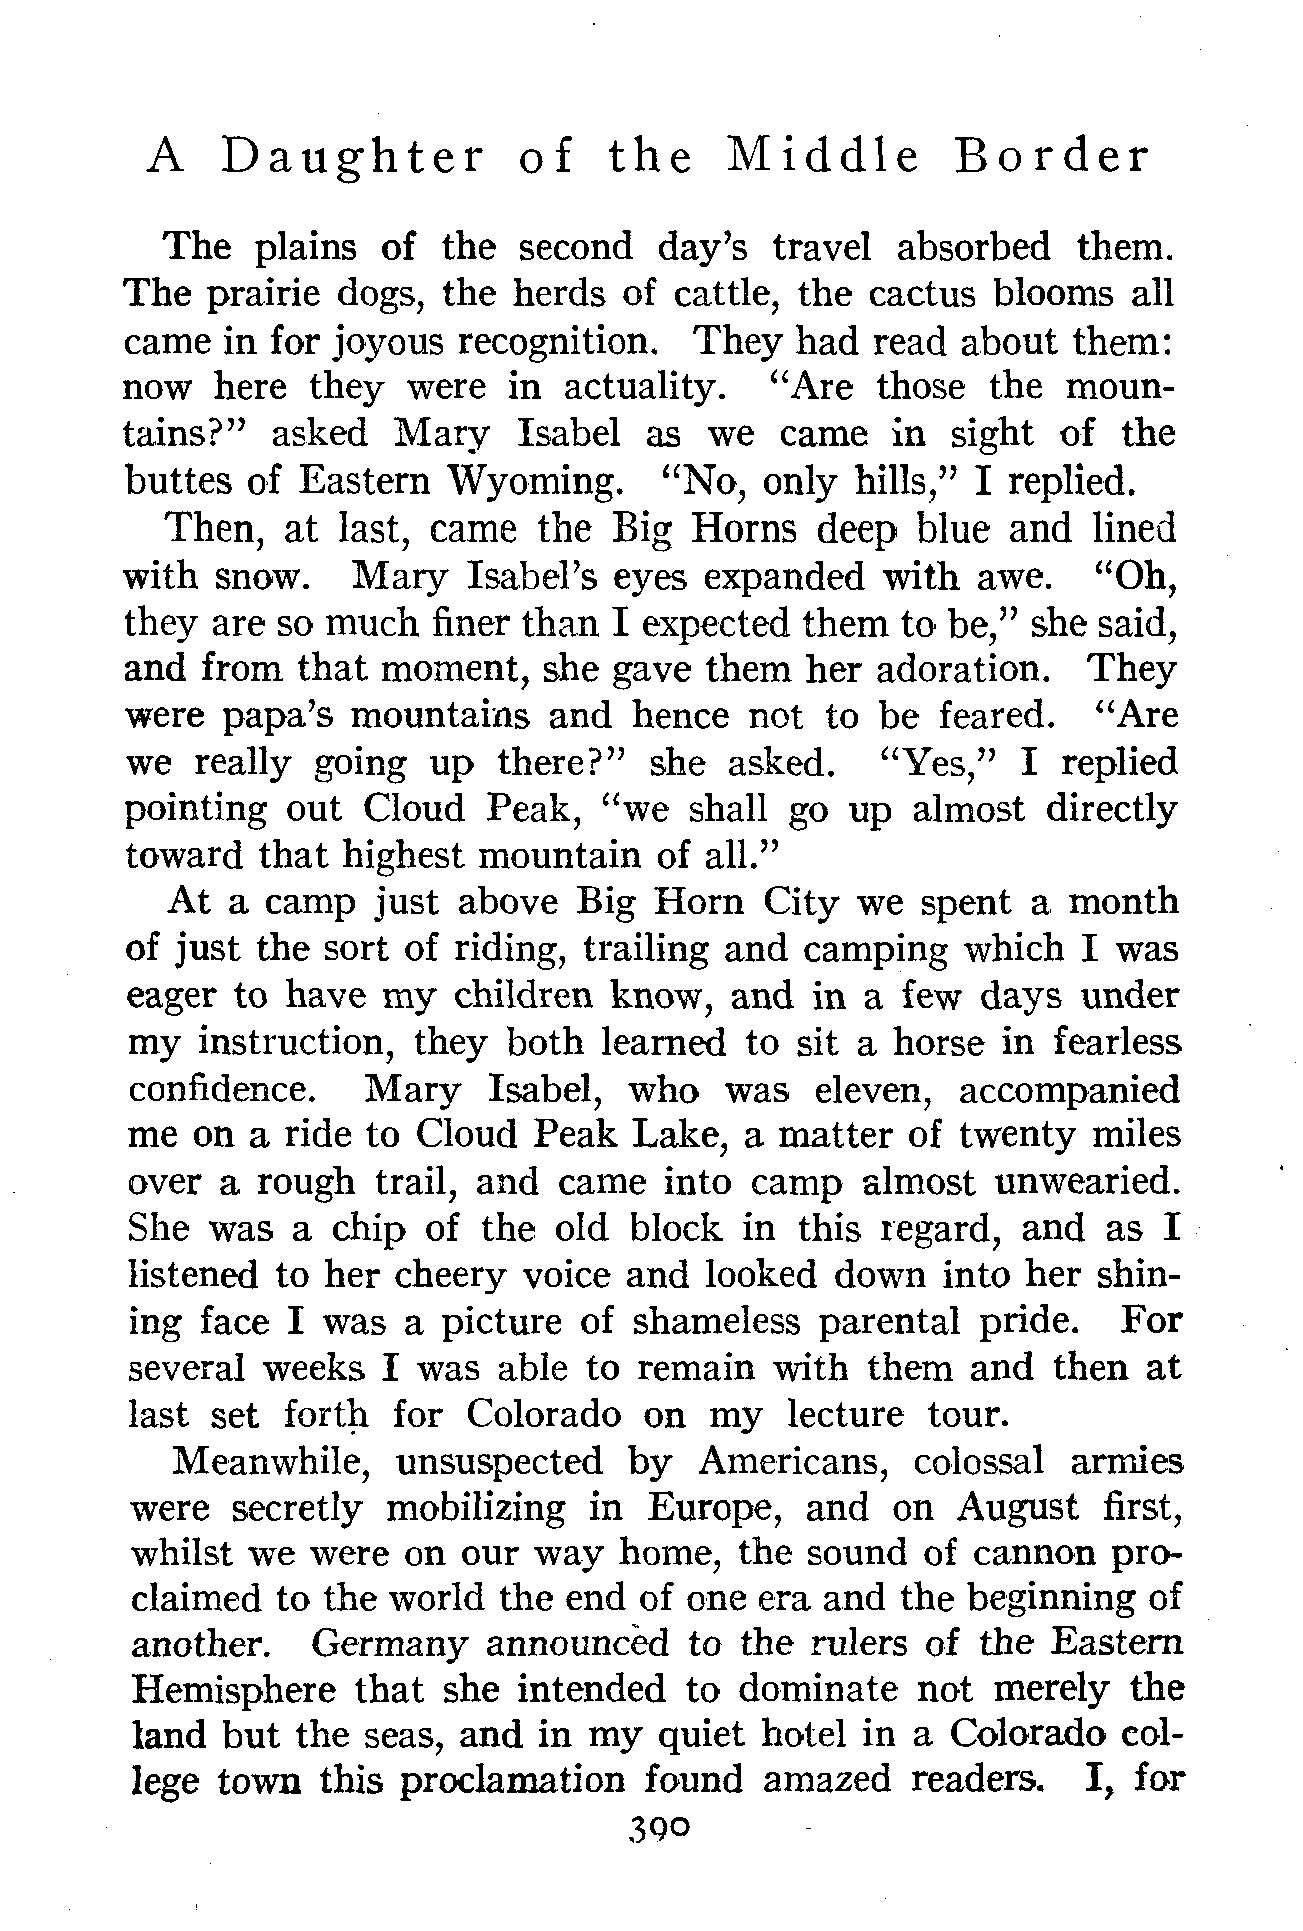 A Daughter of the Middle Border
The plains of the second day's travel absorbed them.
The prairie dogs, the herds of cattle, the cactus blooms all
came in for joyous recognition. They had read about them:
now here they were in actuality. "Are those the moun-
tains?" asked Mary Isabel as we came in sight of the
buttes of Eastern Wyoming. "No, only hills," I replied.
Then, at last, came the Big Horns deep blue and lined
with snow. Mary Isabel's eyes expanded with awe. "Oh,
they are so much finer than I expected them to be," she said,
and from that moment, she gave them her adoration. They
were papa's mountains and hence not to be feared. "Are
we really going up there?" she asked. "Yes," I replied
pointing out Cloud Peak, "we shall go up almost directly
toward that highest mountain of all."
At a camp just above Big Horn City we spent a month
of just the sort of riding, trailing and camping which I was
eager to have my children know, and in a few days under
my instruction, they both learned to sit a horse in fearless
confidence. Mary Isabel, who was eleven, accompanied
me on a ride to Cloud Peak Lake, a matter of twenty miles
over a rough trail, and came into camp almost unwearied.
She was a chip of the old block in this regard, and as I
listened to her cheery voice and looked down into her shin-
ing face I was a picture of shameless parental pride. For
several weeks I was able to remain with them and then at
last set forth for Colorado on my lecture tour.
Meanwhile, unsuspected by Americans, colossal armies
were secretly mobilizing in Europe, and on August first,
whilst we were on our way home, the sound of cannon pro-
claimed to the world the end of one era and the beginning of
another. Germany announced to the rulers of the Eastern
Hemisphere that she intended to dominate not merely the
land but the seas, and in my quiet hotel in a Colorado col-
lege town this proclamation found amazed readers. I, for
390